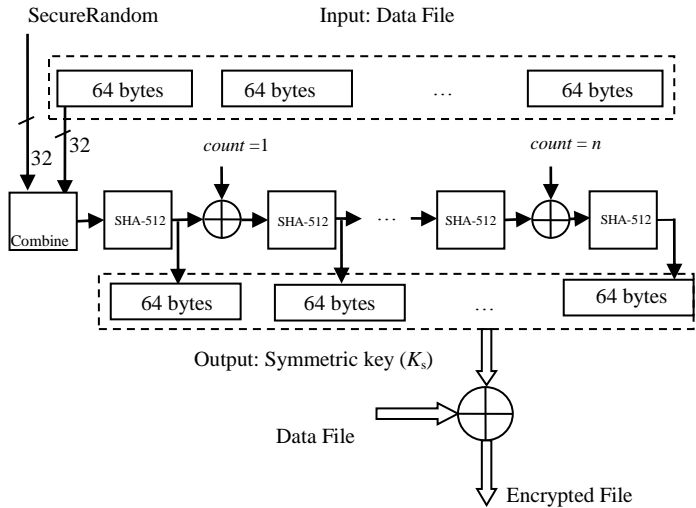 SecureRandom
Input: Data File
64 bytes
64 bytes
…
64 bytes
32
32
count =1
count = n
Combine
SHA-512
SHA-512
…
SHA-512
SHA-512
64 bytes
64 bytes
…
64 bytes
Output: Symmetric key (Ks)
Data File
Encrypted File